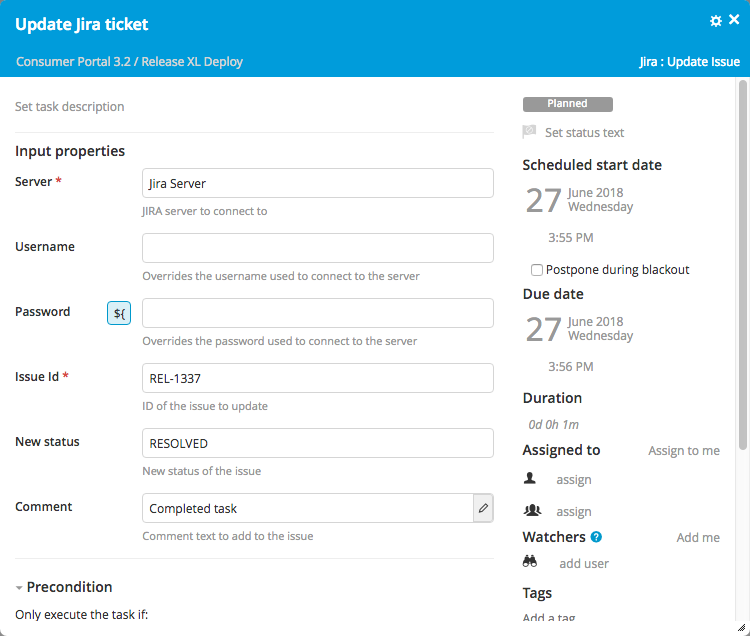 Update Jira ticket
Consumer Portal 3.2 / Release XL Deploy
Jira : Update Issue
Set task description
Input properties
Server *
Jira Server
JIRA server to connect to
Username
Overrides the username used to connect to the server
Password
${
Overrides the password used to connect to the server
Issue Id *
REL-1337
ID of the issue to update
New status
RESOLVED
New status of the issue
Comment
Completed task
Comment text to add to the issue
Precondition
Only execute the task if:
Planned
Set status text
Scheduled start date
27 June 2018
Wednesday
3:55 PM
Postpone during blackout
Due date
27 June 2018
Wednesday
3:56 PM
Duration
0d 0h 1m
Assigned to Assign to me
assign
assign
Watchers ? Add me
add user
Tags
Add a tag